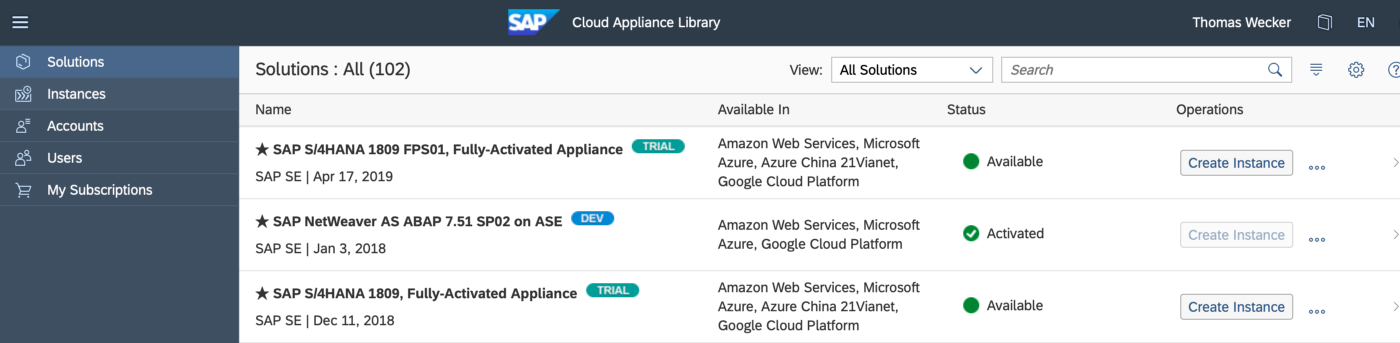 SAP Cloud Appliance Library Thomas Wecker EN
Solutions
Instances
Accounts
Users
My Subscriptions
Solutions : All (102) View: All Solutions Search
Name Available In Status Operations
★ SAP S/4HANA 1809 FPS01, Fully-Activated Appliance TRIAL
SAP SE | Apr 17, 2019
Amazon Web Services, Microsoft
Azure, Azure China 21Vianet,
Google Cloud Platform
Available
Create Instance
★ SAP NetWeaver AS ABAP 7.51 SP02 on ASE DEV
SAP SE | Jan 3, 2018
Amazon Web Services, Microsoft
Azure, Google Cloud Platform
Activated
Create Instance
★ SAP S/4HANA 1809, Fully-Activated Appliance TRIAL
SAP SE | Dec 11, 2018
Amazon Web Services, Microsoft
Azure, Azure China 21Vianet,
Google Cloud Platform
Available
Create Instance